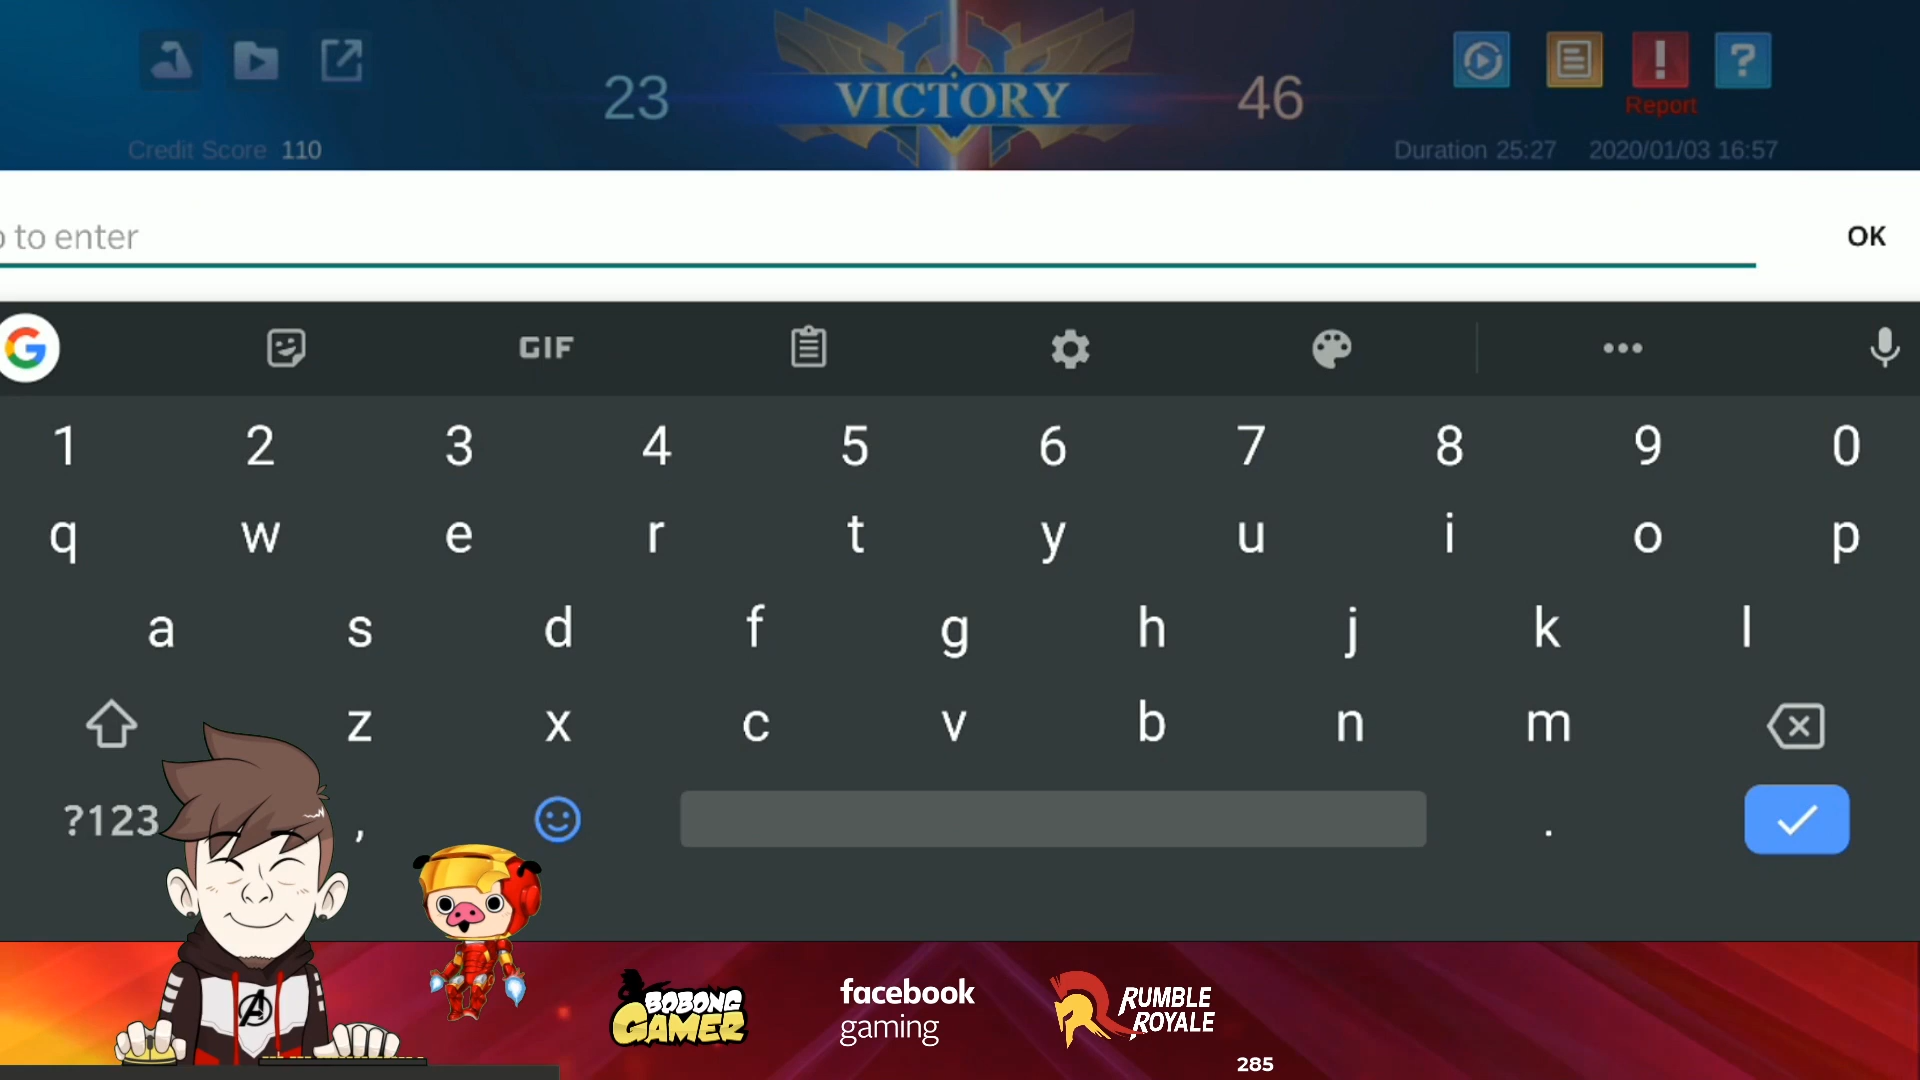 23 VICTORY 46
Report
Credit Score 110
Duration 25:27 2020/01/03 16:57
to enter
OK
G GIF
1 2 3 4 5 6 7 8 9 0
q w e r t y u i o p
a s d f g h j k l
z x c v b n m
?123 , .
BOBONG
GAMER
facebook
gaming
RUMBLE
ROYALE
285